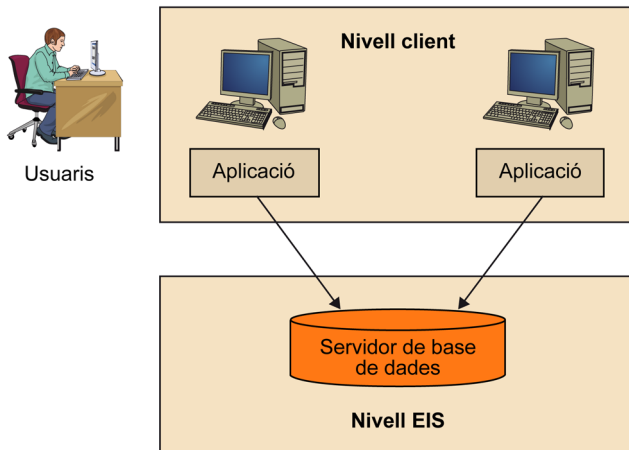 Nivell client
Usuaris
Aplicació
Aplicació
Servidor de base
de dades
Nivell EIS